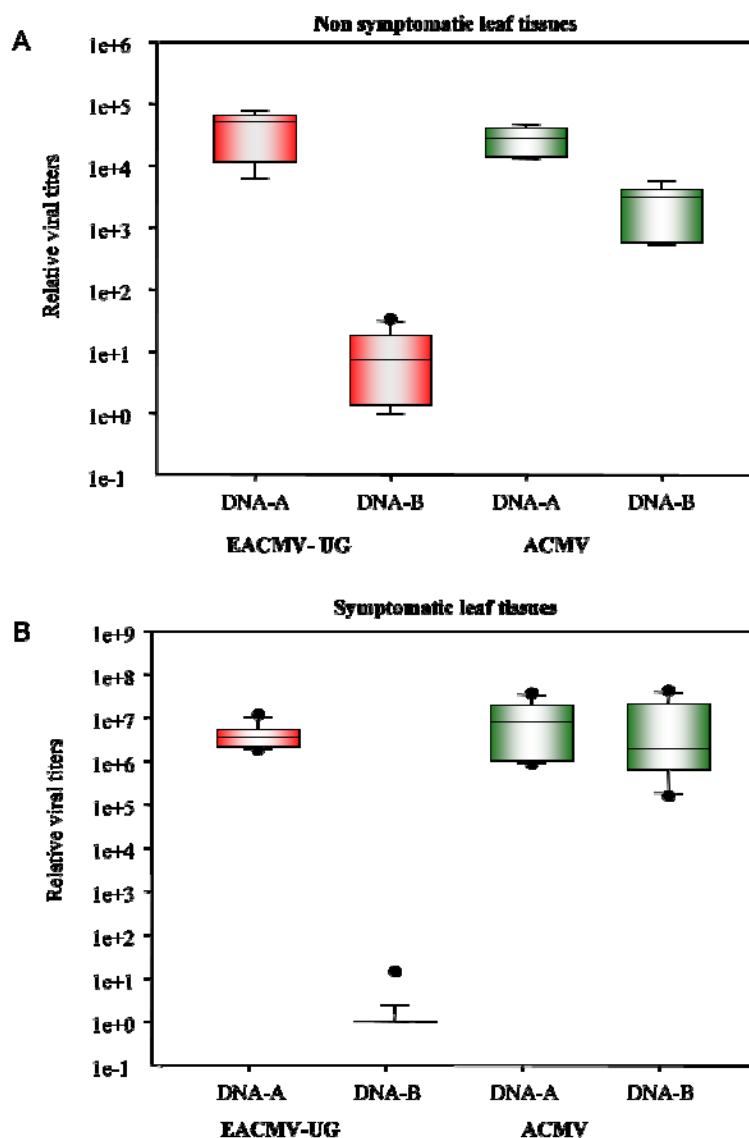 A
Non symptomatic leaf tissues
Relative viral titers
1e+6
1e+5
1e+4
1e+3
1e+2
1e+1
1e+0
1e-1
DNA-A DNA-B DNA-A DNA-B
EACMV- UG ACMV
B
Symptomatic leaf tissues
Relative viral titers
1e+9
1e+8
1e+7
1e+6
1e+5
1e+4
1e+3
1e+2
1e+1
1e+0
1e-1
DNA-A DNA-B DNA-A DNA-B
EACMV-UG ACMV